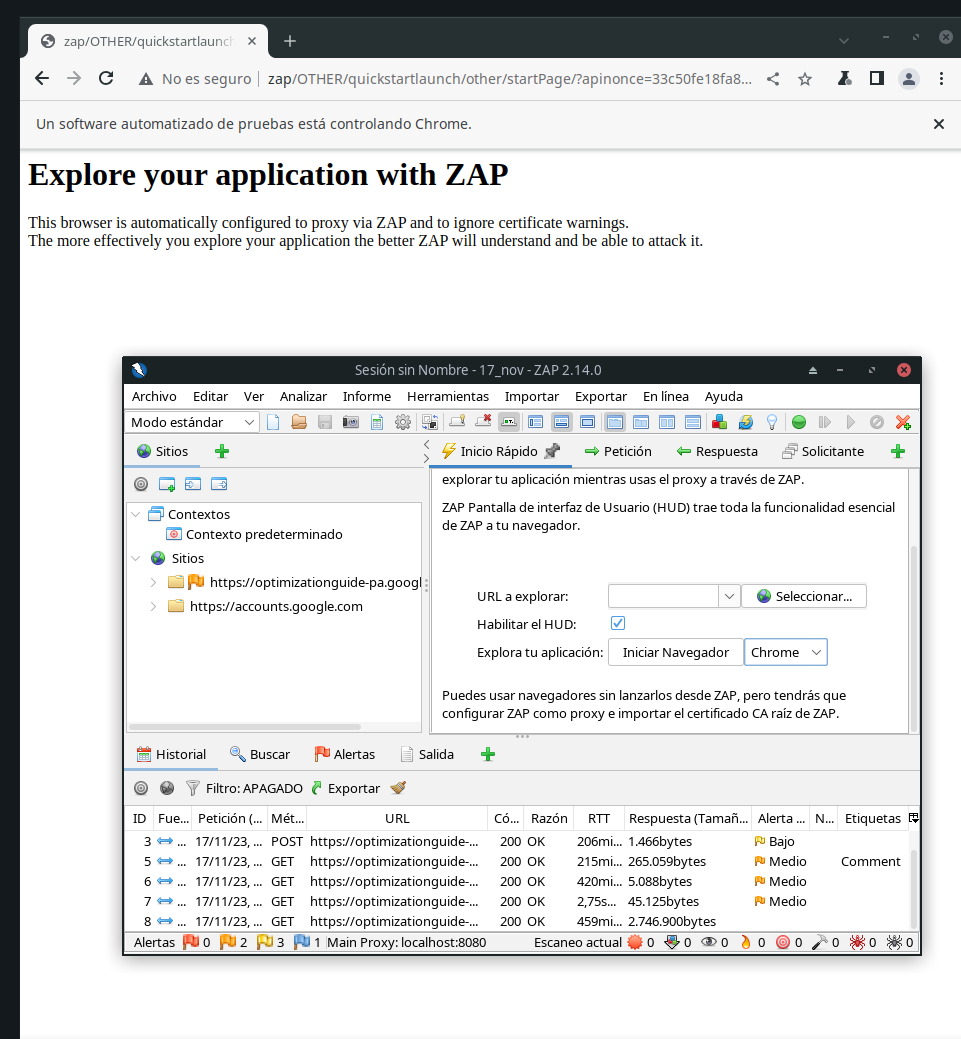 zap/OTHER/quickstartlaunch
No es seguro
zap/OTHER/quickstartlaunch/other/startPage/?apinonce=33c50fe18fa8...
Un software automatizado de pruebas está controlando Chrome.
Explore your application with ZAP
This browser is automatically configured to proxy via ZAP and to ignore certificate warnings.
The more effectively you explore your application the better ZAP will understand and be able to attack it.
Sesión sin Nombre - 17_nov - ZAP 2.14.0
Archivo Editar Ver Analizar Informe Herramientas Importar Exportar En línea Ayuda
Modo estándar
Sitios
Inicio Rápido Petición Respuesta Solicitante
Contextos
Contexto predeterminado
Sitios
https://optimizationguide-pa.googl
https://accounts.google.com
explorar tu aplicación mientras usas el proxy a través de ZAP.
ZAP Pantalla de interfaz de Usuario (HUD) trae toda la funcionalidad esencial
de ZAP a tu navegador.
URL a explorar: Seleccionar...
Habilitar el HUD:
Explora tu aplicación: Iniciar Navegador Chrome
Puedes usar navegadores sin lanzarlos desde ZAP, pero tendrás que
configurar ZAP como proxy e importar el certificado CA raíz de ZAP.
Historial Buscar Alertas Salida
Filtro: APAGADO Exportar
ID Fue... Petición (... Mét... URL Có... Razón RTT Respuesta (Tamañ... Alerta ... N... Etiquetas
3 ... 17/11/23, ... POST https://optimizationguide-... 200 OK 206mi... 1.466bytes Bajo
5 ... 17/11/23, ... GET https://optimizationguide-... 200 OK 215mi... 265.059bytes Medio Comment
6 ... 17/11/23, ... GET https://optimizationguide-... 200 OK 420mi... 5.088bytes Medio
7 ... 17/11/23, ... GET https://optimizationguide-... 200 OK 2,75s... 45.125bytes Medio
8 ... 17/11/23, ... GET https://optimizationguide-... 200 OK 459mi... 2.746.900bytes
Alertas 0 2 3 1 Main Proxy: localhost:8080 Escaneo actual 0 0 0 0 0 0 0 0